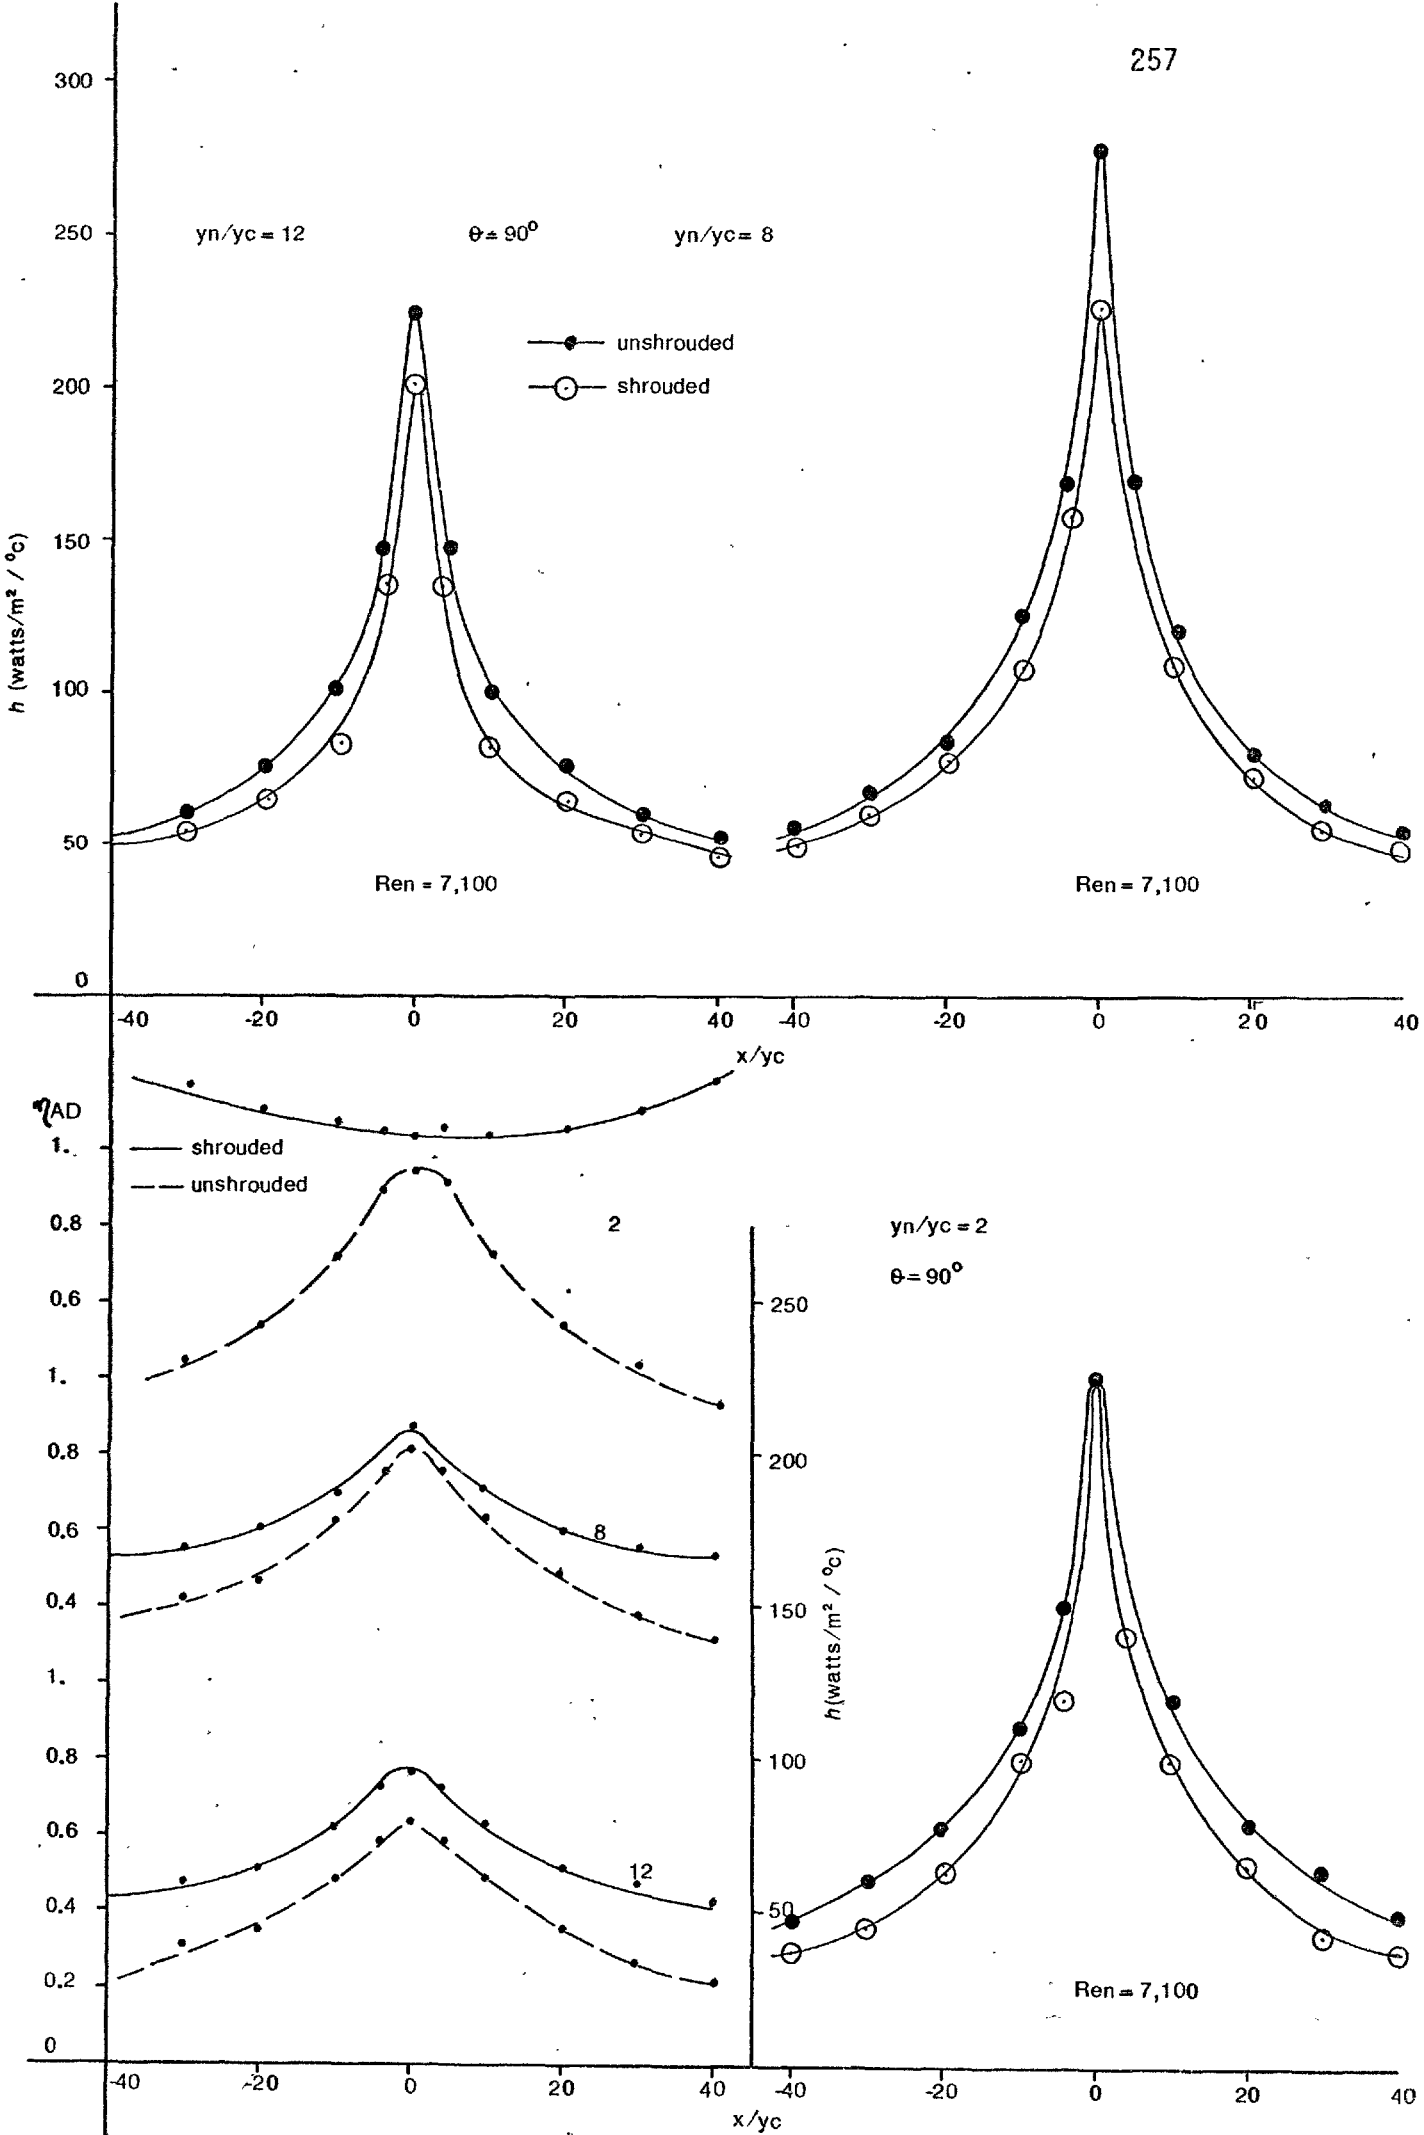 257
300
250
200
150
100
50
0
h (watts/m² / °c)
yn/yc = 12
θ = 90°
yn/yc = 8
unshrouded
shrouded
Ren = 7,100
Ren = 7,100
-40 -20 0 20 40 -40 -20 0 20 40
x/yc
ηAD
1.
shrouded
unshrouded
0.8
0.6
2
1.
0.8
0.6
0.4
8
1.
0.8
0.6
0.4
0.2
0
12
-40 -20 0 20 40
x/yc
yn/yc = 2
θ = 90°
250
200
150
100
50
h (watts/m² / °c)
Ren = 7,100
-40 -20 0 20 40